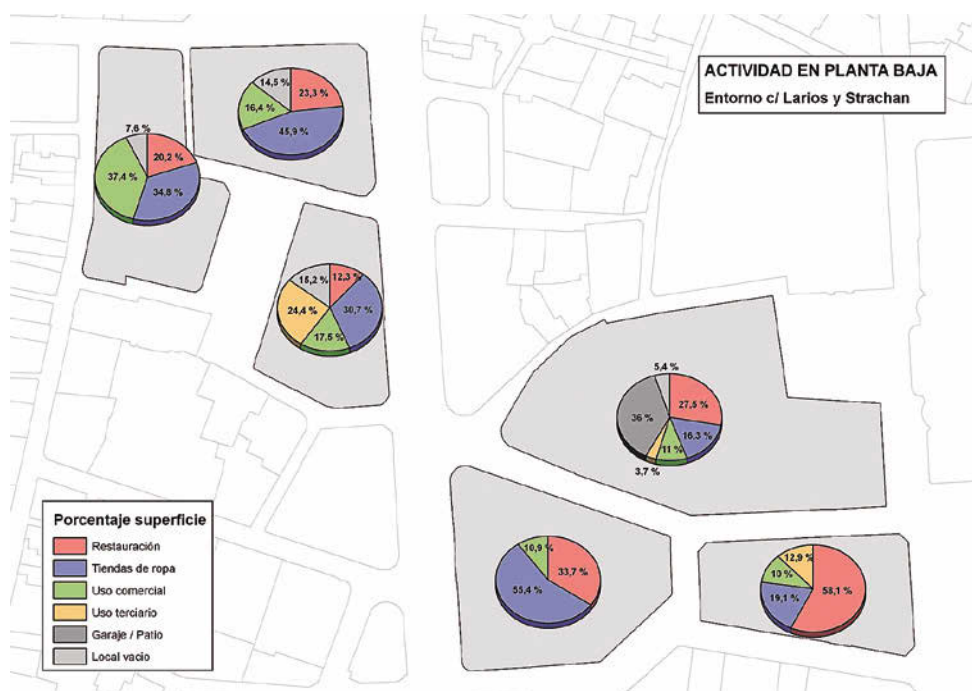 ACTIVIDAD EN PLANTA BAJA
Entorno c/ Larios y Strachan
14,5 %
23,3 %
16,4 %
45,9 %
7,6 %
20,2 %
37,4 %
34,8 %
15,2 %
12,3 %
24,4 %
30,7 %
17,5 %
5,4 %
27,5 %
36 %
16,3 %
11 %
3,7 %
10,9 %
33,7 %
55,4 %
12,9 %
10 %
58,1 %
19,1 %
Porcentaje superficie
Restauración
Tiendas de ropa
Uso comercial
Uso terciario
Garaje / Patio
Local vacio